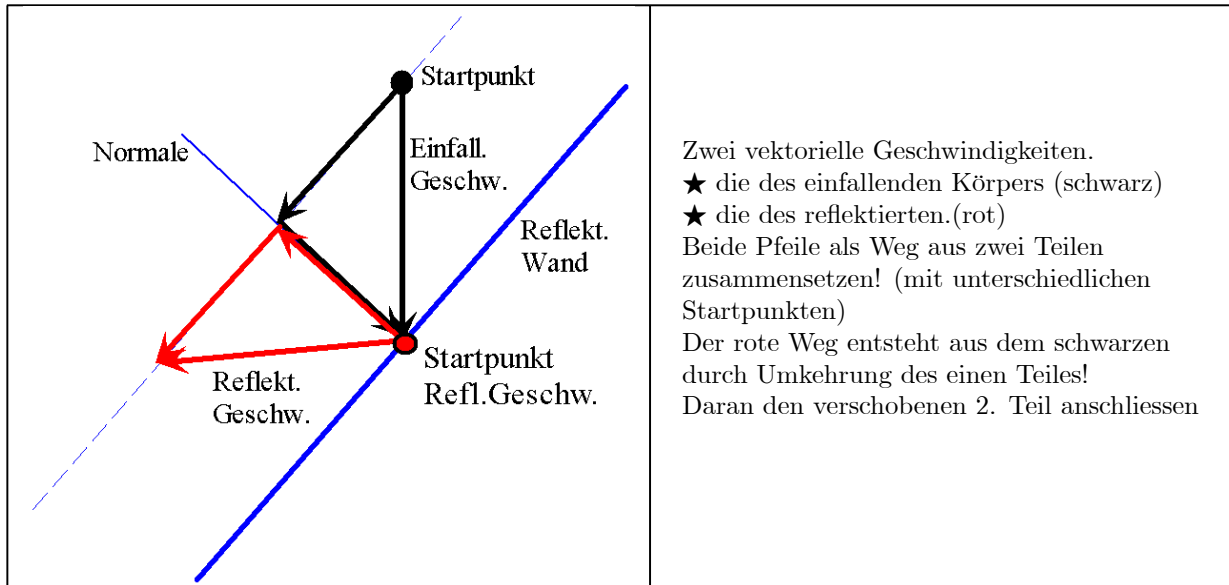 Startpunkt
Normale
Einfall.
Geschw.
Reflekt.
Wand
Startpunkt
Refl.Geschw.
Reflekt.
Geschw.
Zwei vektorielle Geschwindigkeiten.
★ die des einfallenden Körpers (schwarz)
★ die des reflektierten.(rot)
Beide Pfeile als Weg aus zwei Teilen
zusammensetzen! (mit unterschiedlichen
Startpunkten)
Der rote Weg entsteht aus dem schwarzen
durch Umkehrung des einen Teiles!
Daran den verschobenen 2. Teil anschliessen